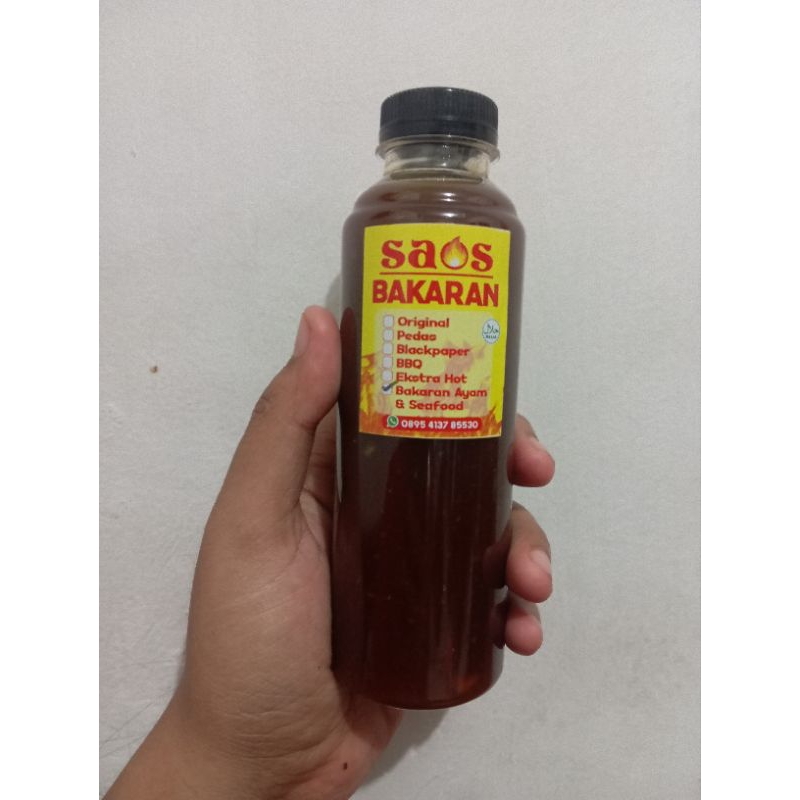 saos
BAKARAN
Original
Pedas
Blackpaper
BBQ
Ekstra Hot
Bakaran Ayam
& Seafood
0895 4137 85530